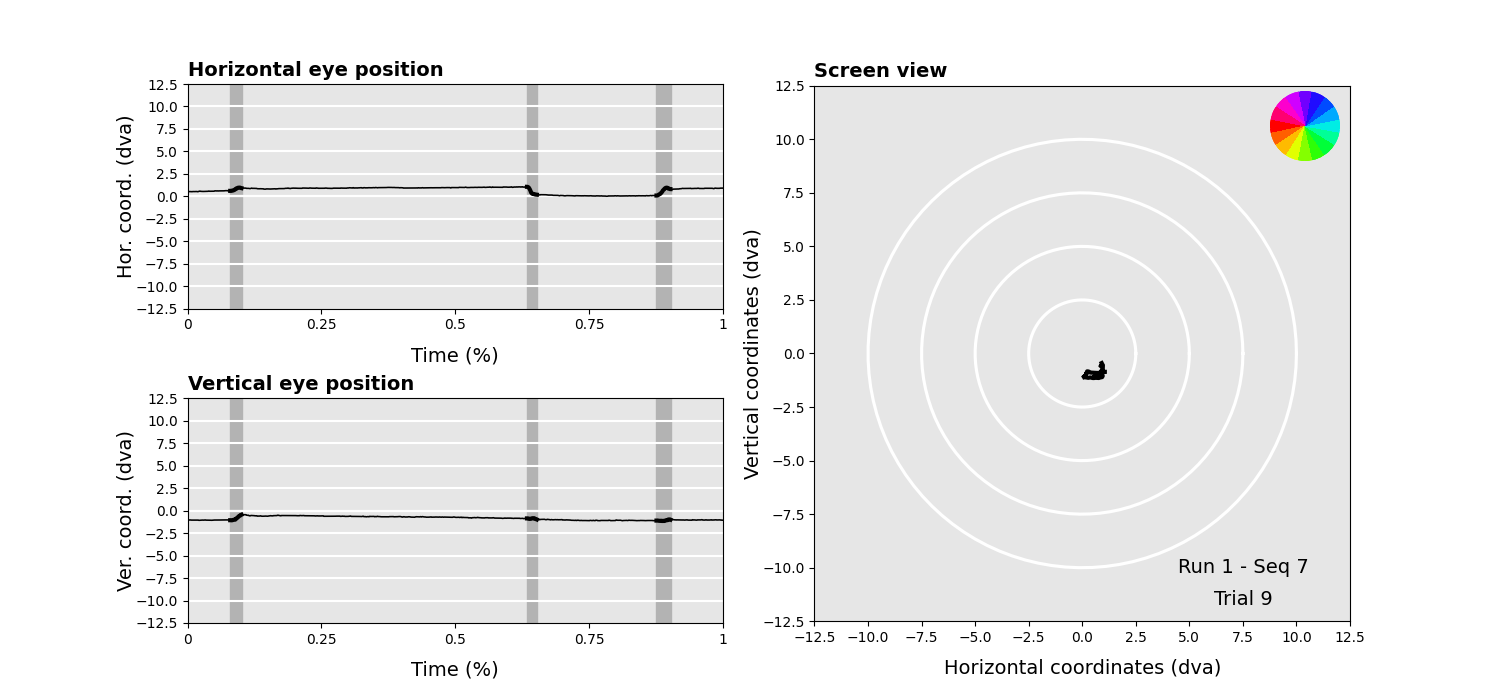 Horizontal eye position
Hor. coord. (dva)
12.5
10.0
7.5
5.0
2.5
0.0
−2.5
−5.0
−7.5
−10.0
−12.5
0 0.25 0.5 0.75 1
Time (%)
Vertical eye position
Ver. coord. (dva)
12.5
10.0
7.5
5.0
2.5
0.0
−2.5
−5.0
−7.5
−10.0
−12.5
0 0.25 0.5 0.75 1
Time (%)
Screen view
Vertical coordinates (dva)
12.5
10.0
7.5
5.0
2.5
0.0
−2.5
−5.0
−7.5
−10.0
−12.5
Run 1 - Seq 7
Trial 9
−12.5 −10.0 −7.5 −5.0 −2.5 0.0 2.5 5.0 7.5 10.0 12.5
Horizontal coordinates (dva)